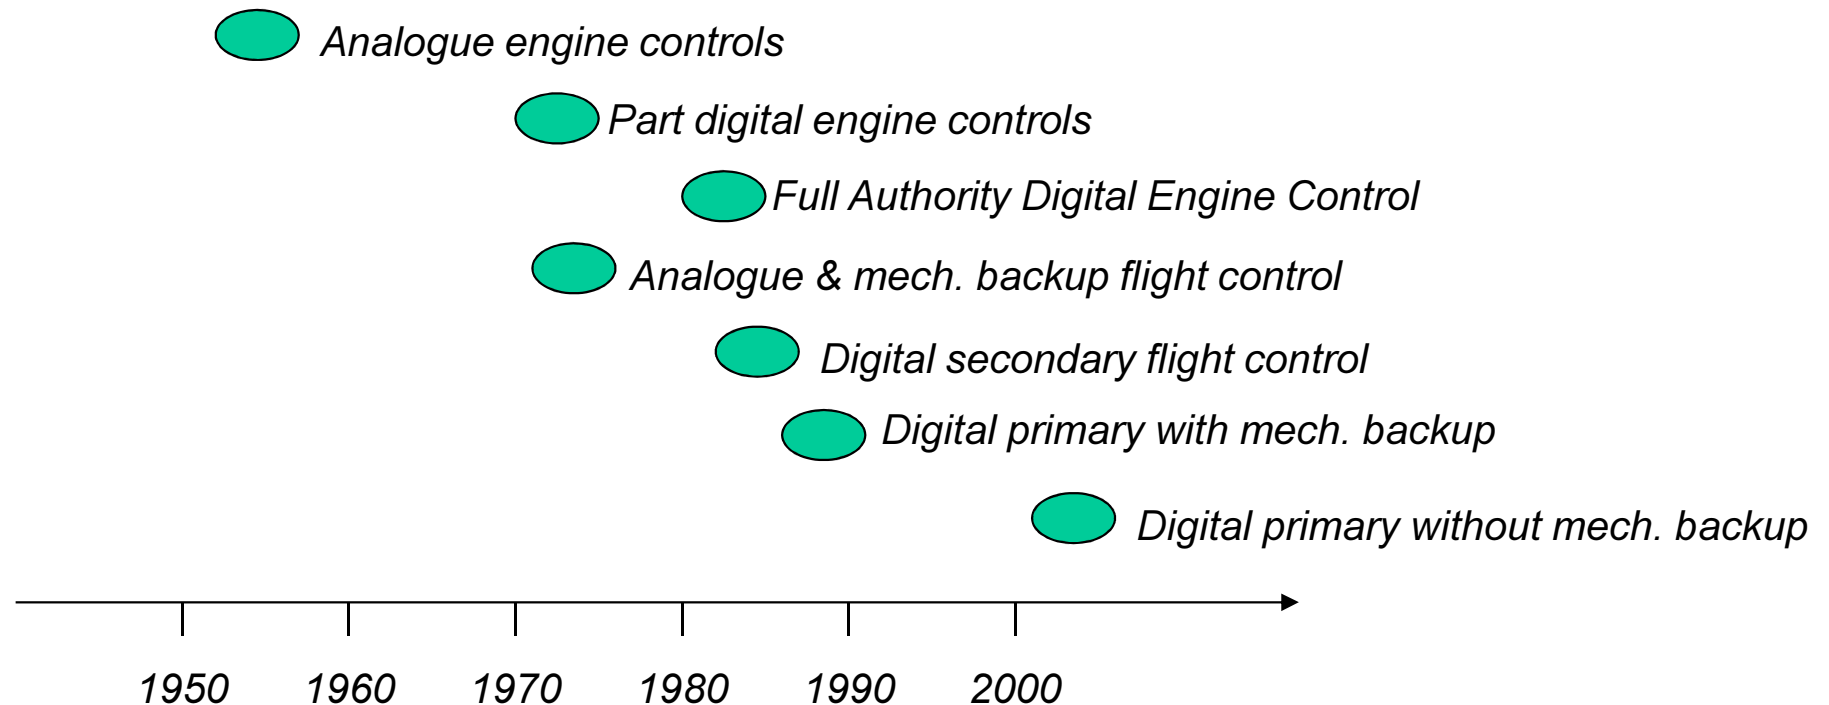 Analogue engine controls
Part digital engine controls
Full Authority Digital Engine Control
Analogue & mech. backup flight control
Digital secondary flight control
Digital primary with mech. backup
Digital primary without mech. backup
1950 1960 1970 1980 1990 2000